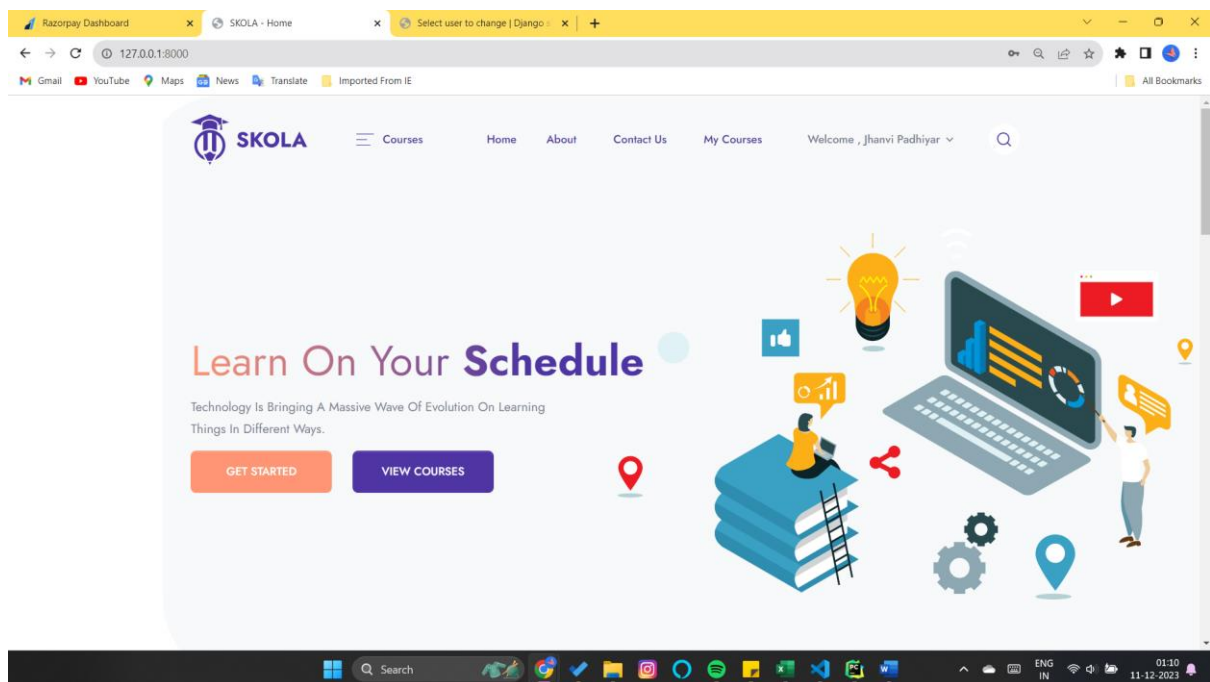 Razorpay Dashboard
SKOLA - Home
Select user to change | Django s
127.0.0.1:8000
Gmail
YouTube
Maps
News
Translate
Imported From IE
All Bookmarks
SKOLA
Courses
Home
About
Contact Us
My Courses
Welcome , Jhanvi Padhiyar
Learn On Your Schedule
Technology Is Bringing A Massive Wave Of Evolution On Learning
Things In Different Ways.
GET STARTED
VIEW COURSES
Search
ENG
IN
01:10
11-12-2023